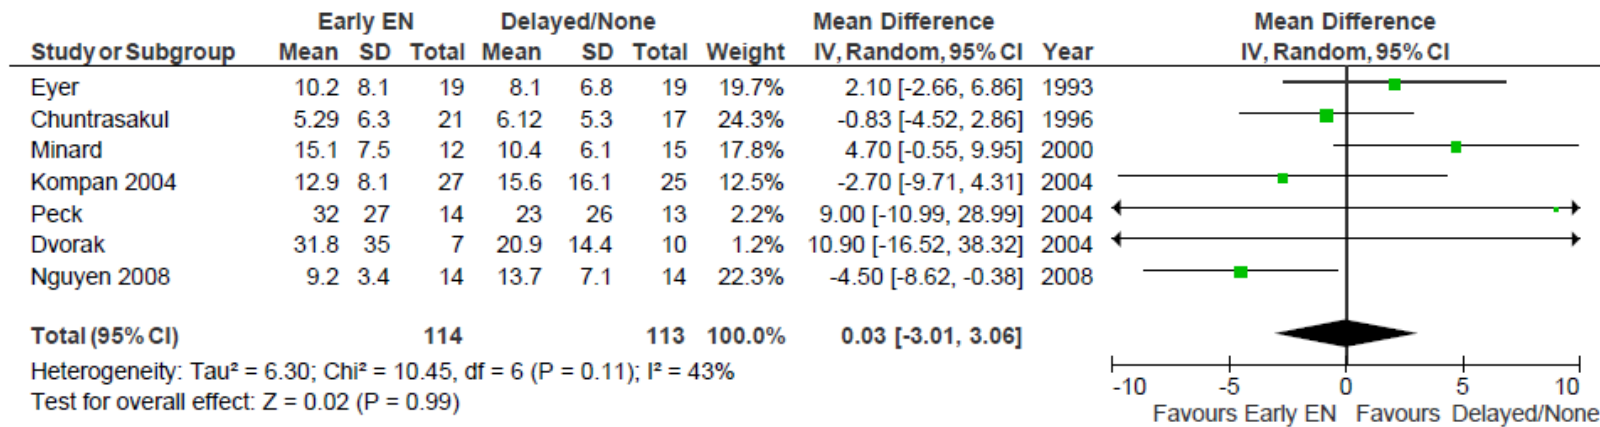 Early EN Delayed/None Mean Difference Mean Difference
Study or Subgroup Mean SD Total Mean SD Total Weight IV, Random, 95% CI Year IV, Random, 95% CI
Eyer 10.2 8.1 19 8.1 6.8 19 19.7% 2.10 [-2.66, 6.86] 1993
Chuntrasakul 5.29 6.3 21 6.12 5.3 17 24.3% -0.83 [-4.52, 2.86] 1996
Minard 15.1 7.5 12 10.4 6.1 15 17.8% 4.70 [-0.55, 9.95] 2000
Kompan 2004 12.9 8.1 27 15.6 16.1 25 12.5% -2.70 [-9.71, 4.31] 2004
Peck 32 27 14 23 26 13 2.2% 9.00 [-10.99, 28.99] 2004
Dvorak 31.8 35 7 20.9 14.4 10 1.2% 10.90 [-16.52, 38.32] 2004
Nguyen 2008 9.2 3.4 14 13.7 7.1 14 22.3% -4.50 [-8.62, -0.38] 2008
Total (95% CI) 114 113 100.0% 0.03 [-3.01, 3.06]
Heterogeneity: Tau² = 6.30; Chi² = 10.45, df = 6 (P = 0.11); I² = 43%
Test for overall effect: Z = 0.02 (P = 0.99)
-10 -5 0 5 10
Favours Early EN Favours Delayed/None